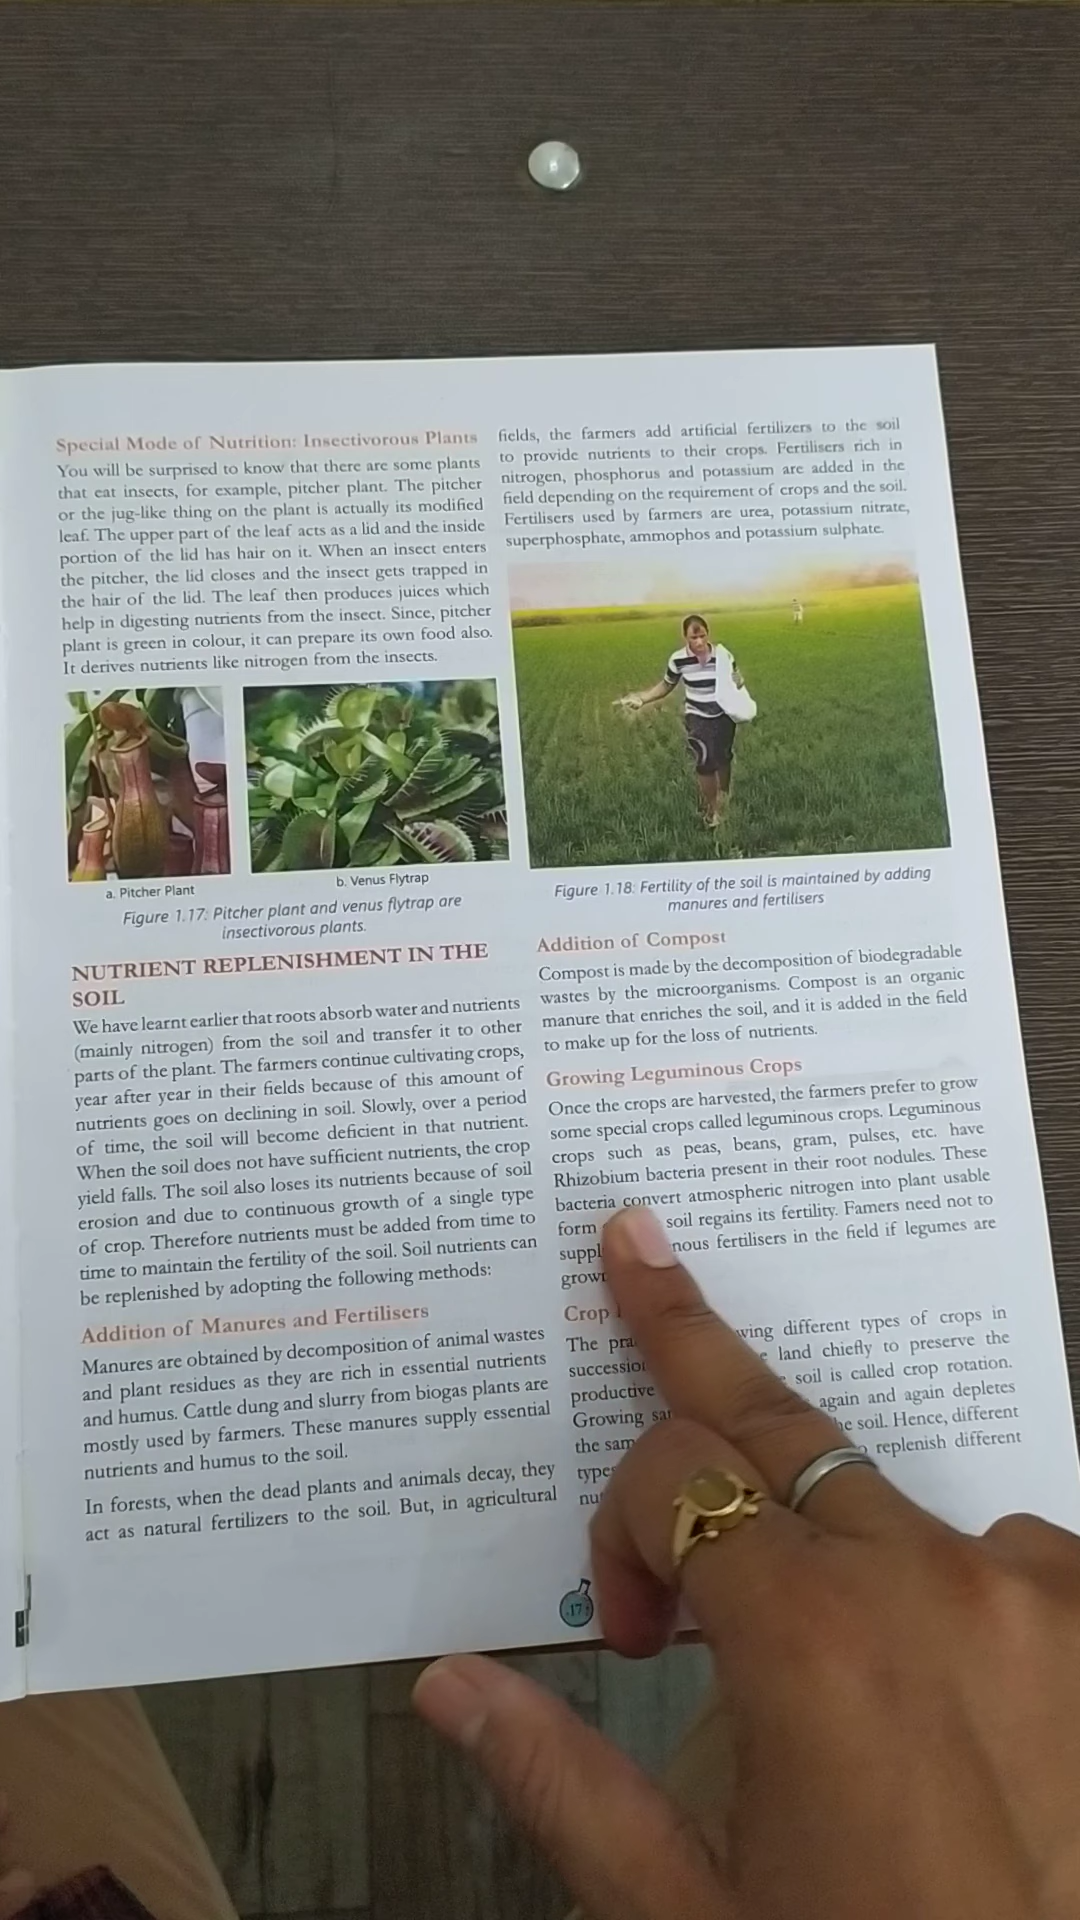 Special Mode of Nutrition: Insectivorous Plants
You will be surprised to know that there are some plants
that eat insects, for example, pitcher plant. The pitcher
or the jug-like thing on the plant is actually its modified
leaf. The upper part of the leaf acts as a lid and the inside
portion of the lid has hair on it. When an insect enters
the pitcher, the lid closes and the insect gets trapped in
the hair of the lid. The leaf then produces juices which
help in digesting nutrients from the insect. Since, pitcher
plant is green in colour, it can prepare its own food also.
It derives nutrients like nitrogen from the insects.
a. Pitcher Plant
b. Venus Flytrap
Figure 1.17: Pitcher plant and venus flytrap are
insectivorous plants.
NUTRIENT REPLENISHMENT IN THE
SOIL
We have learnt earlier that roots absorb water and nutrients
(mainly nitrogen) from the soil and transfer it to other
parts of the plant. The farmers continue cultivating crops,
year after year in their fields because of this amount of
nutrients goes on declining in soil. Slowly, over a period
of time, the soil will become deficient in that nutrient.
When the soil does not have sufficient nutrients, the crop
yield falls. The soil also loses its nutrients because of soil
erosion and due to continuous growth of a single type
of crop. Therefore nutrients must be added from time to
time to maintain the fertility of the soil. Soil nutrients can
be replenished by adopting the following methods:
Addition of Manures and Fertilisers
Manures are obtained by decomposition of animal wastes
and plant residues as they are rich in essential nutrients
and humus. Cattle dung and slurry from biogas plants are
mostly used by farmers. These manures supply essential
nutrients and humus to the soil.
In forests, when the dead plants and animals decay, they
act as natural fertilizers to the soil. But, in agricultural
fields, the farmers add artificial fertilizers to the soil
to provide nutrients to their crops. Fertilisers rich in
nitrogen, phosphorus and potassium are added in the
field depending on the requirement of crops and the soil.
Fertilisers used by farmers are urea, potassium nitrate,
superphosphate, ammophos and potassium sulphate.
Figure 1.18: Fertility of the soil is maintained by adding
manures and fertilisers
Addition of Compost
Compost is made by the decomposition of biodegradable
wastes by the microorganisms. Compost is an organic
manure that enriches the soil, and it is added in the field
to make up for the loss of nutrients.
Growing Leguminous Crops
Once the crops are harvested, the farmers prefer to grow
some special crops called leguminous crops. Leguminous
crops such as peas, beans, gram, pulses, etc. have
Rhizobium bacteria present in their root nodules. These
bacteria convert atmospheric nitrogen into plant usable
form soil regains its fertility. Famers need not to
fertilisers in the field if legumes are
Crop
The different types of crops in
land chiefly to preserve the
productive soil is called crop rotation.
Growing again and again depletes
the soil. Hence, different
replenish different
17